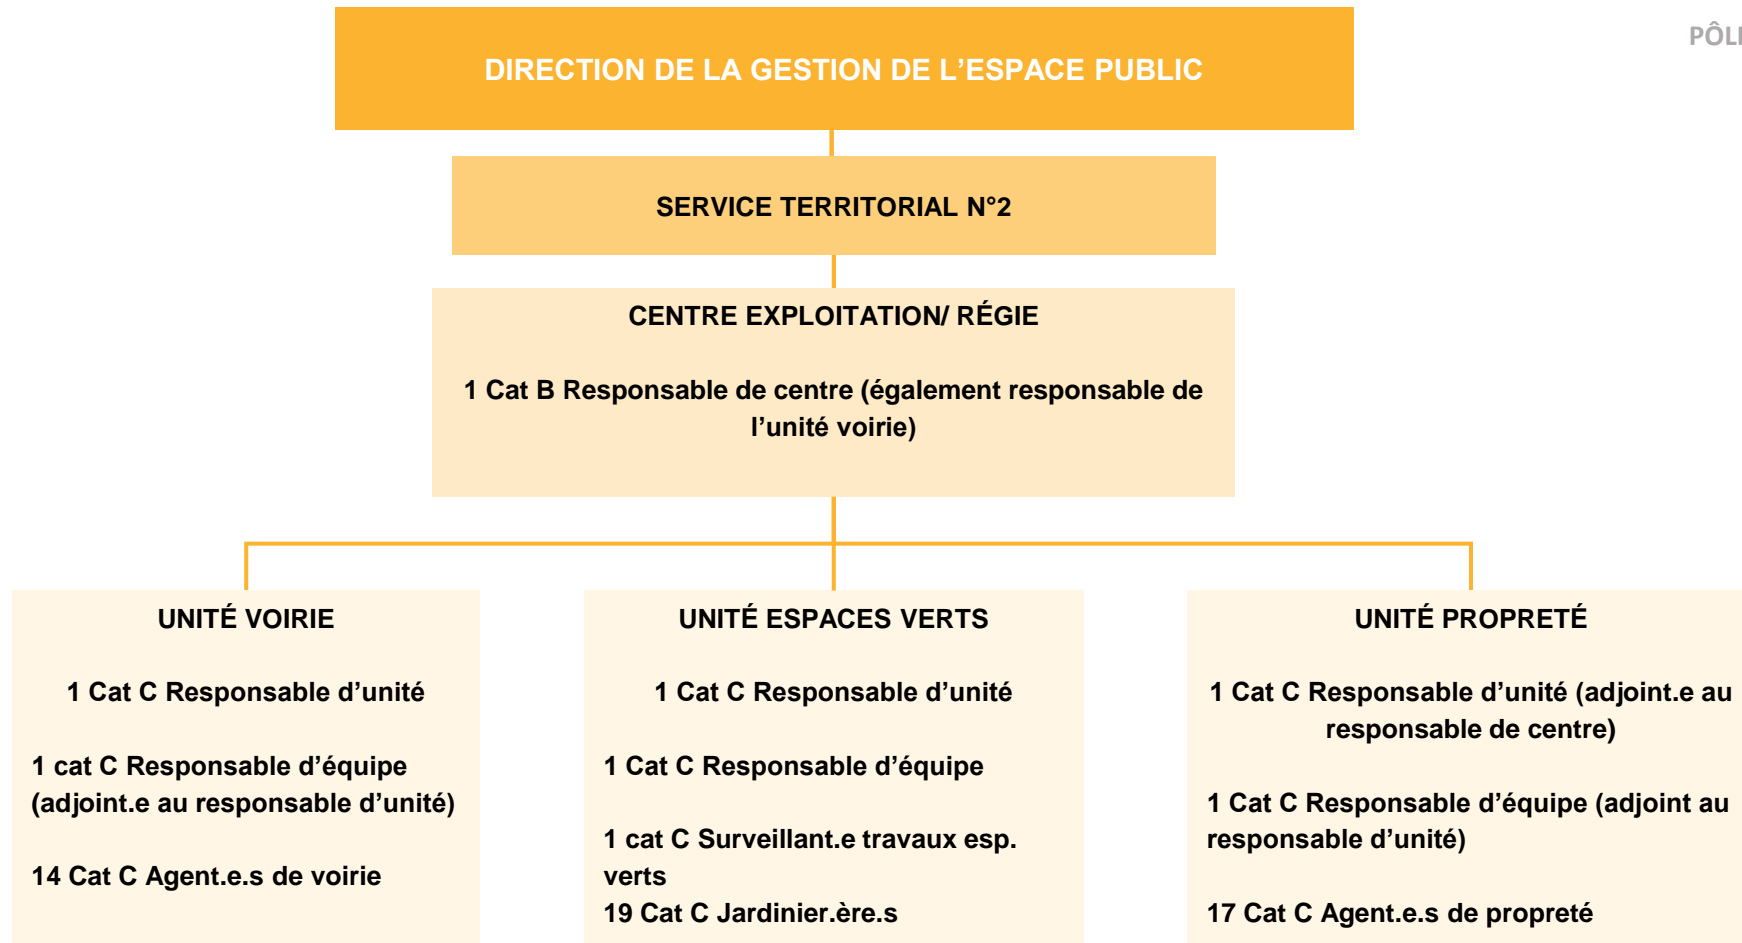 PÔL
DIRECTION DE LA GESTION DE L’ESPACE PUBLIC
SERVICE TERRITORIAL N°2
CENTRE EXPLOITATION/ RÉGIE
1 Cat B Responsable de centre (également responsable de
l’unité voirie)
UNITÉ VOIRIE
1 Cat C Responsable d’unité
1 cat C Responsable d’équipe
(adjoint.e au responsable d’unité)
14 Cat C Agent.e.s de voirie
UNITÉ ESPACES VERTS
1 Cat C Responsable d’unité
1 Cat C Responsable d’équipe
1 cat C Surveillant.e travaux esp.
verts
19 Cat C Jardinier.ère.s
UNITÉ PROPRETÉ
1 Cat C Responsable d’unité (adjoint.e au
responsable de centre)
1 Cat C Responsable d’équipe (adjoint au
responsable d’unité)
17 Cat C Agent.e.s de propreté